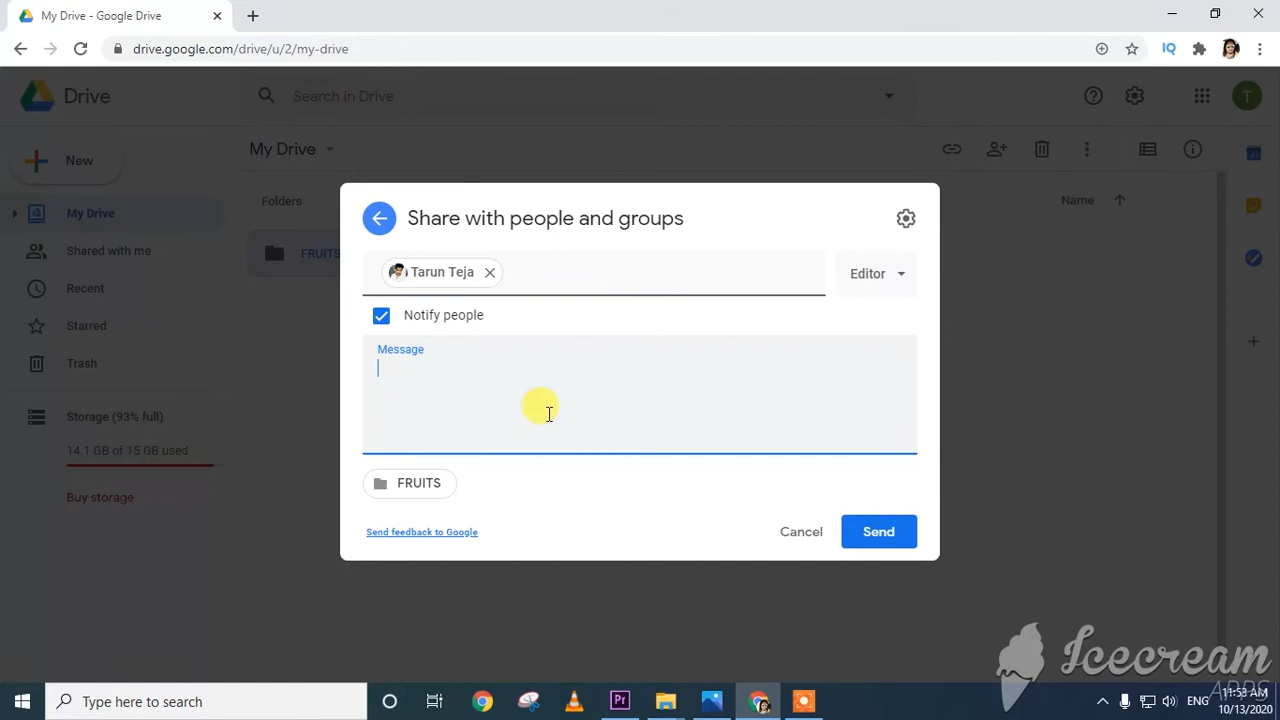 My Drive - Google Drive
drive.google.com/drive/u/2/my-drive
IQ
Drive
Search in Drive
T
New
My Drive
Name
Folders
My Drive
FRUITS
Shared with me
Recent
Starred
Trash
Storage (93% full)
14.1 GB of 15 GB used
Buy storage
Share with people and groups
Tarun Teja
Editor
Notify people
Message
FRUITS
Send feedback to Google
Cancel
Send
Icecream
APPS
Type here to search
Pr
ENG
11:53 AM
10/13/2020